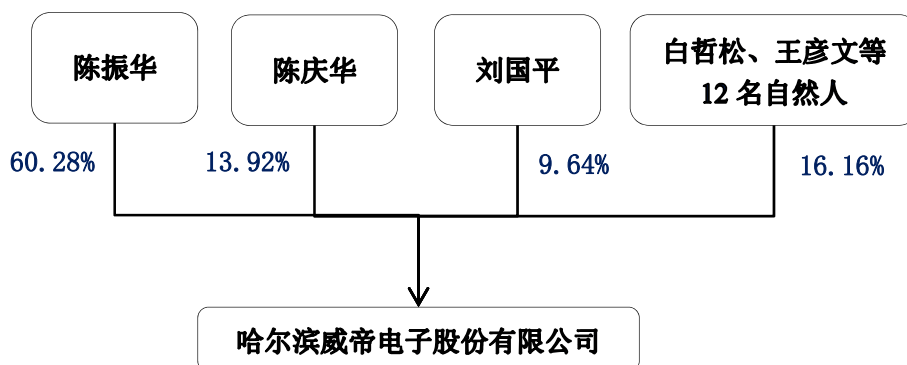 陈振华
陈庆华
刘国平
白哲松、王彦文等
12 名自然人
60.28%
13.92%
9.64%
16.16%
哈尔滨威帝电子股份有限公司